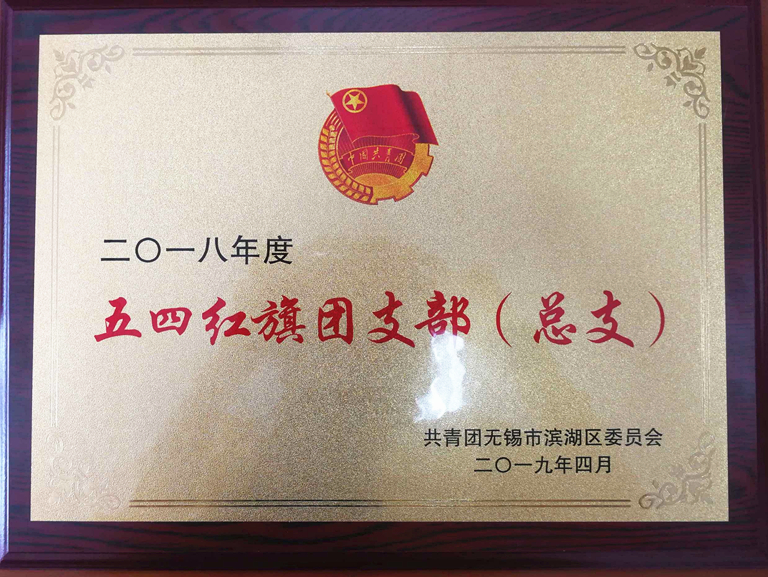 中国共青团
二〇一八年度
五四红旗团支部（总支）
共青团无锡市滨湖区委员会
二〇一九年四月